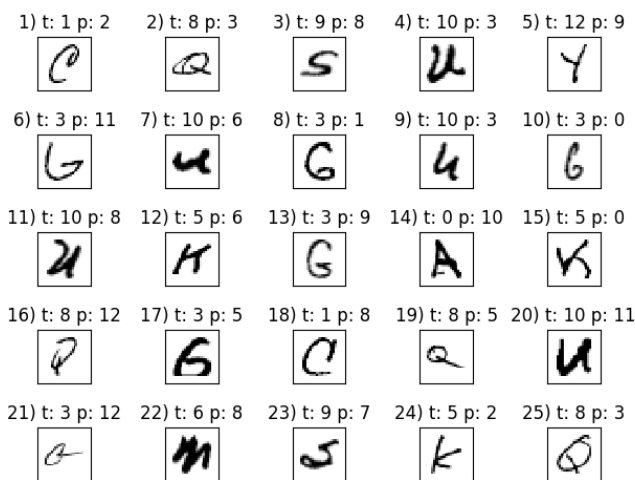 1) t: 1 p: 2 2) t: 8 p: 3 3) t: 9 p: 8 4) t: 10 p: 3 5) t: 12 p: 9
C Q S U Y
6) t: 3 p: 11 7) t: 10 p: 6 8) t: 3 p: 1 9) t: 10 p: 3 10) t: 3 p: 0
G u G U G
11) t: 10 p: 8 12) t: 5 p: 6 13) t: 3 p: 9 14) t: 0 p: 10 15) t: 5 p: 0
U K G A K
16) t: 8 p: 12 17) t: 3 p: 5 18) t: 1 p: 8 19) t: 8 p: 5 20) t: 10 p: 11
Q G C Q U
21) t: 3 p: 12 22) t: 6 p: 8 23) t: 9 p: 7 24) t: 5 p: 2 25) t: 8 p: 3
G M S K Q